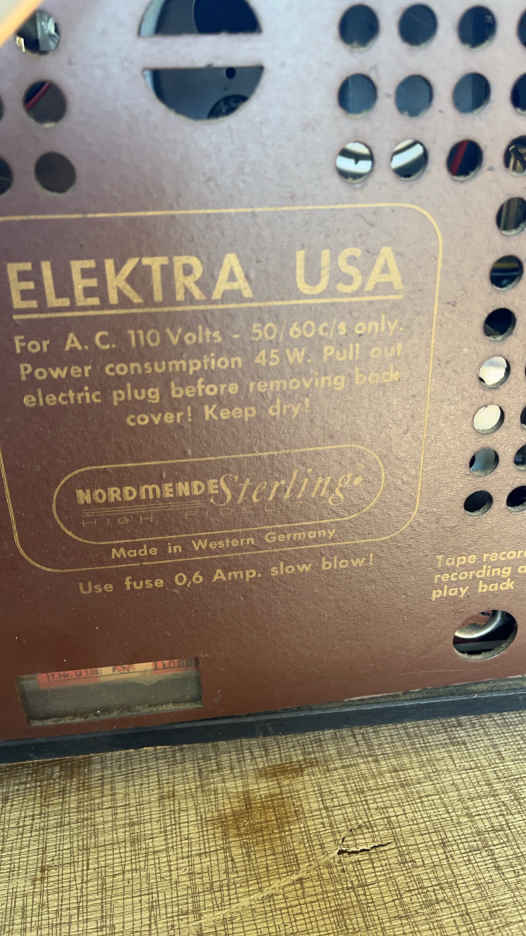 ELEKTRA USA
For A.C. 110 Volts - 50/60c/s only.
Power consumption 45 W. Pull out
electric plug before removing back
cover! Keep dry!
NORDMENDE Sterling
HIGH
Made in Western Germany
Use fuse 0,6 Amp. slow blow!
Tape recor
recording a
play back